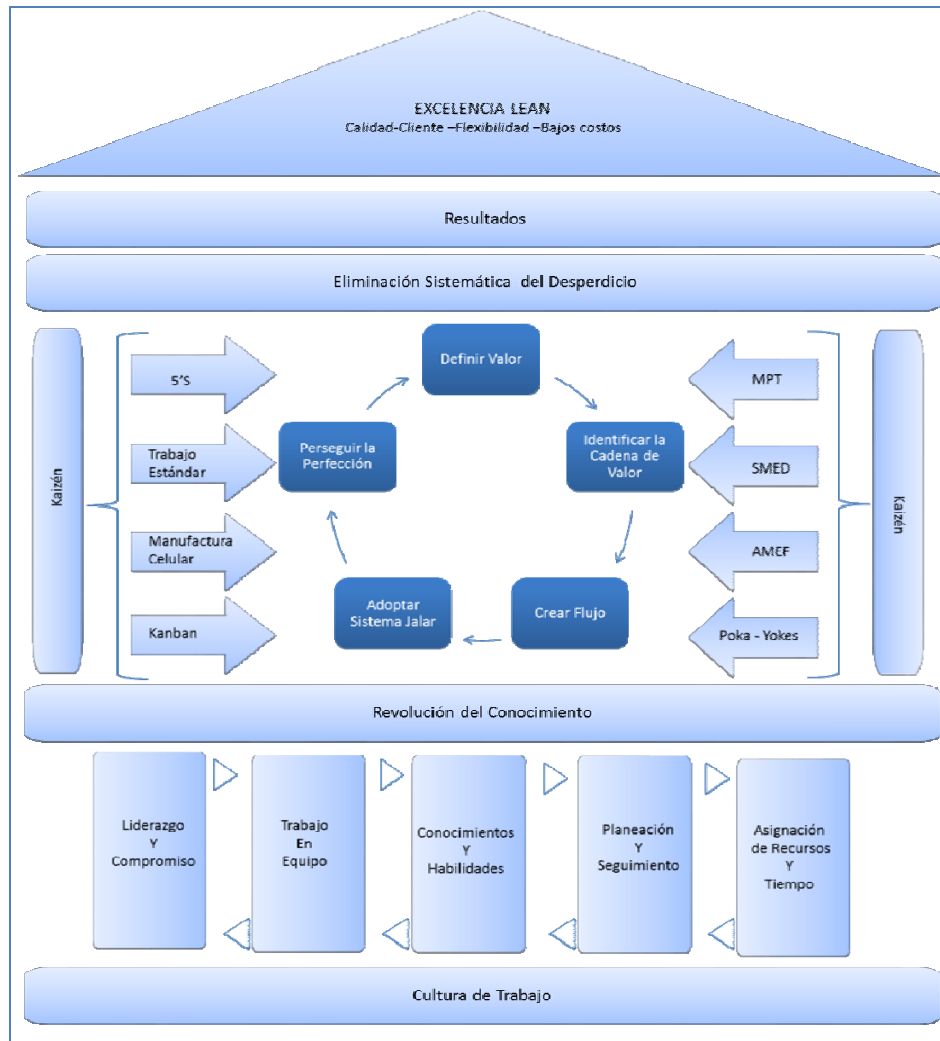 EXCELENCIA LEAN
Calidad-Cliente –Flexibilidad –Bajos costos
Resultados
Eliminación Sistemática del Desperdicio
Kaizén
5'S
Trabajo
Estándar
Manufactura
Celular
Kanban
Definir Valor
Identificar la
Cadena de
Valor
Crear Flujo
Adoptar
Sistema Jalar
Perseguir la
Perfección
MPT
SMED
AMEF
Poka - Yokes
Kaizén
Revolución del Conocimiento
Liderazgo
Y
Compromiso
Trabajo
En
Equipo
Conocimientos
Y
Habilidades
Planeación
Y
Seguimiento
Asignación
de Recursos
Y
Tiempo
Cultura de Trabajo